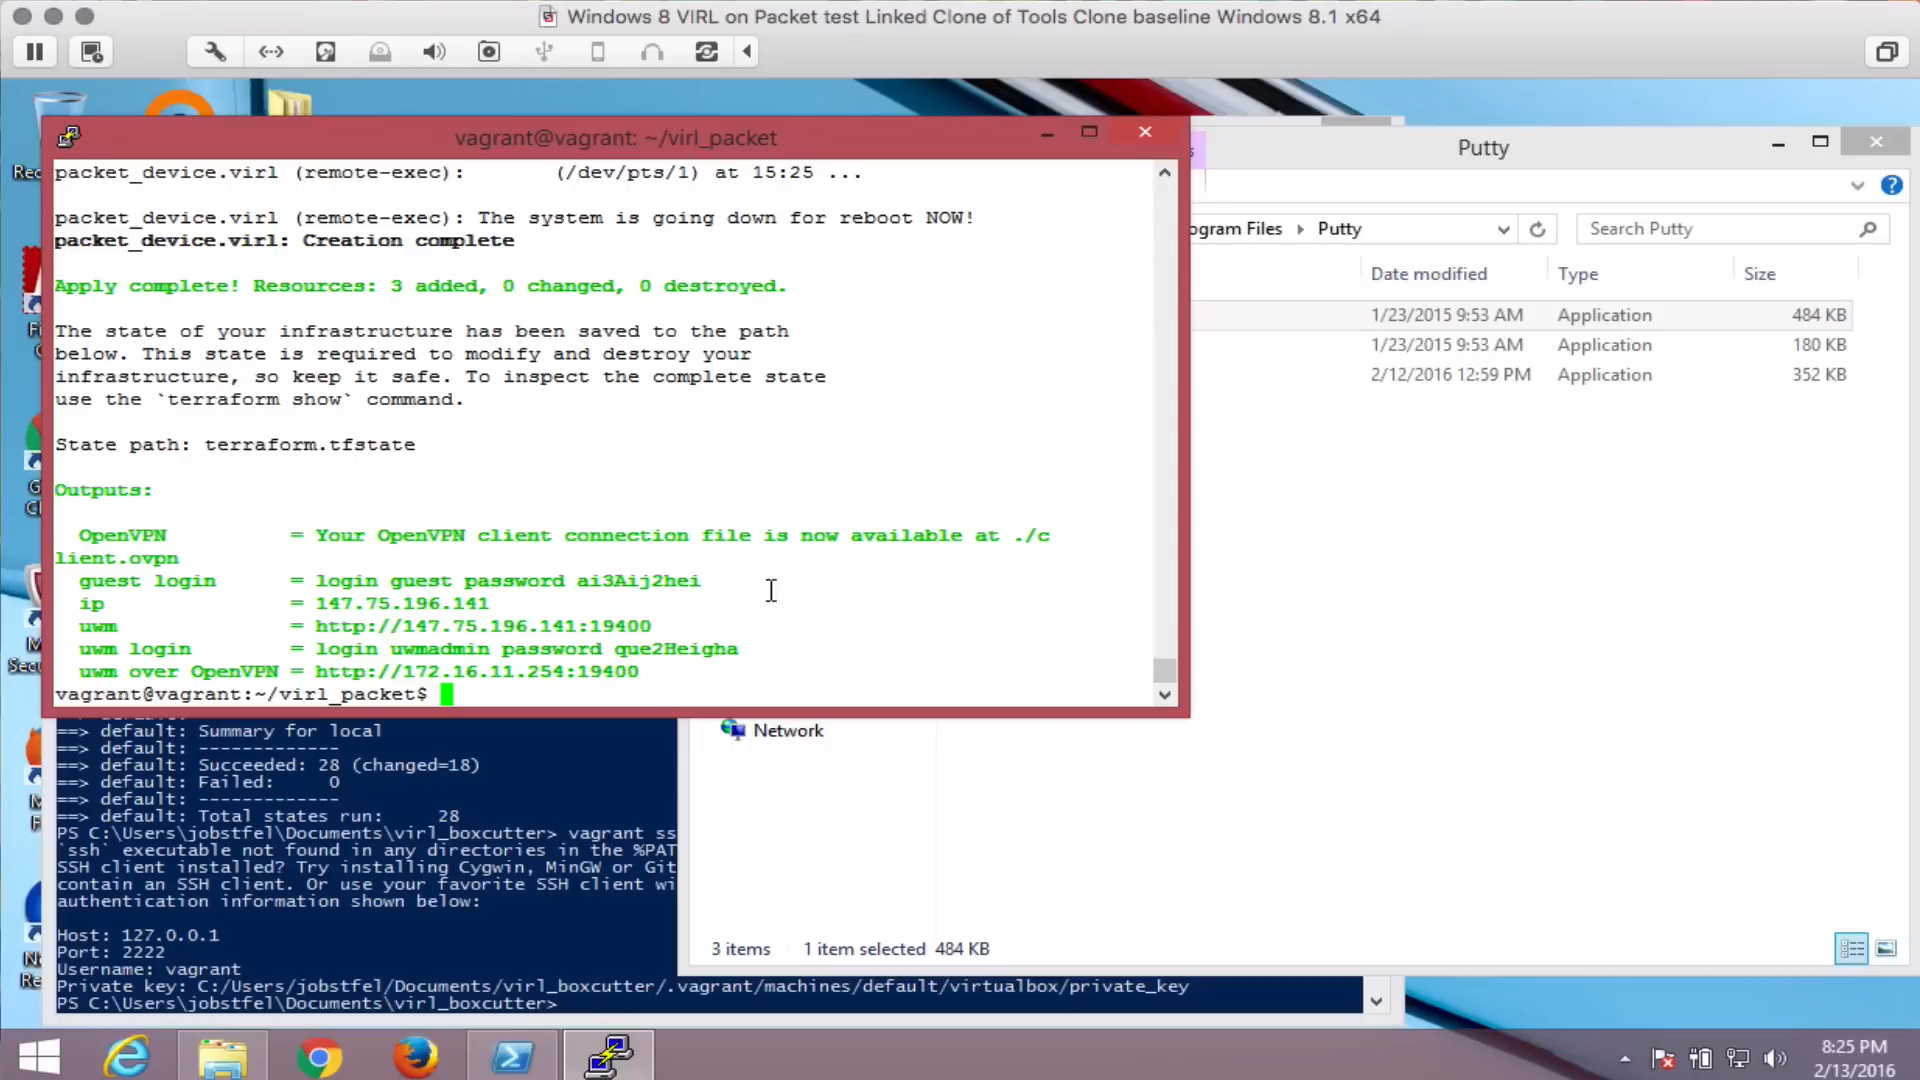 Windows 8 VIRL on Packet test Linked Clone of Tools Clone baseline Windows 8.1 x64
vagrant@vagrant: ~/virl_packet
packet_device.virl (remote-exec):       (/dev/pts/1) at 15:25 ...
packet_device.virl (remote-exec): The system is going down for reboot NOW!
packet_device.virl: Creation complete
Apply complete! Resources: 3 added, 0 changed, 0 destroyed.
The state of your infrastructure has been saved to the path
below. This state is required to modify and destroy your
infrastructure, so keep it safe. To inspect the complete state
use the `terraform show` command.
State path: terraform.tfstate
Outputs:
OpenVPN = Your OpenVPN client connection file is now available at ./c
lient.ovpn
guest login = login guest password ai3Aij2hei
ip = 147.75.196.141
uwm = http://147.75.196.141:19400
uwm login = login uwmadmin password que2Heigha
uwm over OpenVPN = http://172.16.11.254:19400
vagrant@vagrant:~/virl_packet$
Putty
ogram Files Putty
Search Putty
Date modified Type Size
1/23/2015 9:53 AM Application 484 KB
1/23/2015 9:53 AM Application 180 KB
2/12/2016 12:59 PM Application 352 KB
Network
3 items 1 item selected 484 KB
==> default: Summary for local
==> default: -------------
==> default: Succeeded: 28 (changed=18)
==> default: Failed:     0
==> default: -------------
==> default: Total states run:     28
PS C:\Users\jobstfel\Documents\virl_boxcutter> vagrant ss
`ssh` executable not found in any directories in the %PAT
SSH client installed? Try installing Cygwin, MinGW or Git
contain an SSH client. Or use your favorite SSH client wi
authentication information shown below:
Host: 127.0.0.1
Port: 2222
Username: vagrant
Private key: C:/Users/jobstfel/Documents/virl_boxcutter/.vagrant/machines/default/virtualbox/private_key
PS C:\Users\jobstfel\Documents\virl_boxcutter>
8:25 PM
2/13/2016